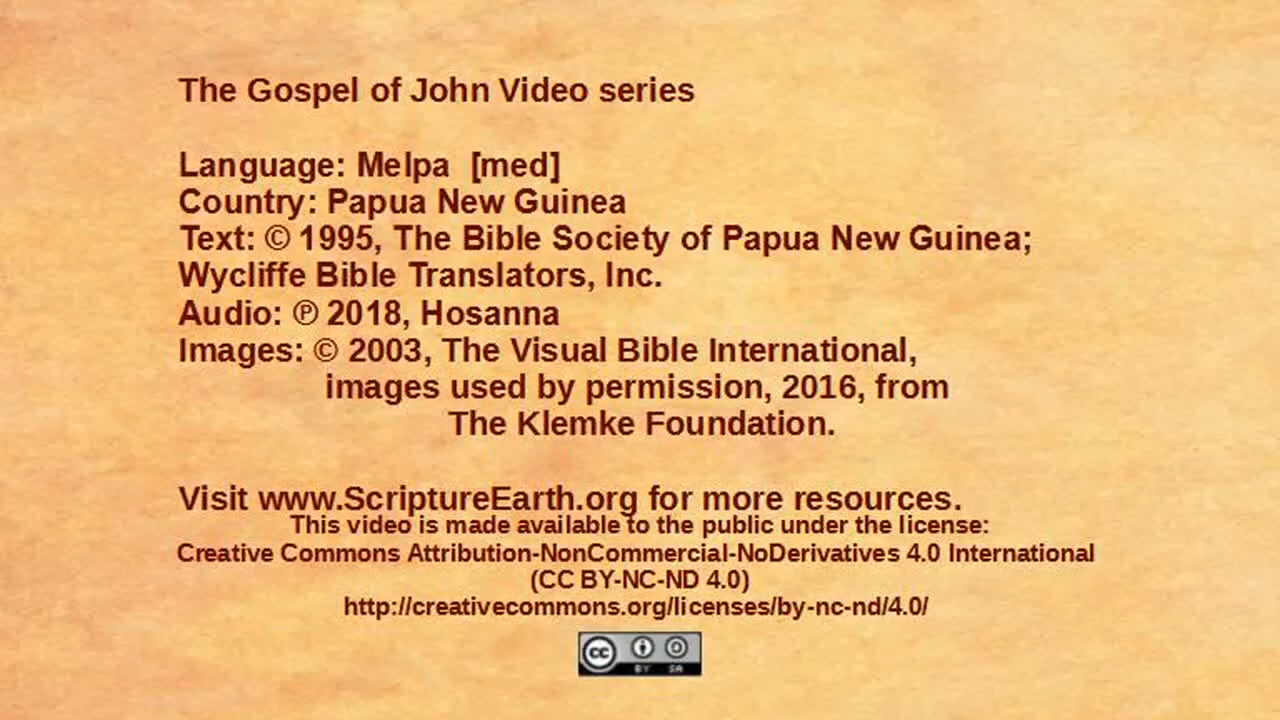 The Gospel of John Video series
Language: Melpa [med]
Country: Papua New Guinea
Text: © 1995, The Bible Society of Papua New Guinea;
Wycliffe Bible Translators, Inc.
Audio: ℗ 2018, Hosanna
Images: © 2003, The Visual Bible International,
images used by permission, 2016, from
The Klemke Foundation.
Visit www.ScriptureEarth.org for more resources.
This video is made available to the public under the license:
Creative Commons Attribution-NonCommercial-NoDerivatives 4.0 International
(CC BY-NC-ND 4.0)
http://creativecommons.org/licenses/by-nc-nd/4.0/
cc BY SA